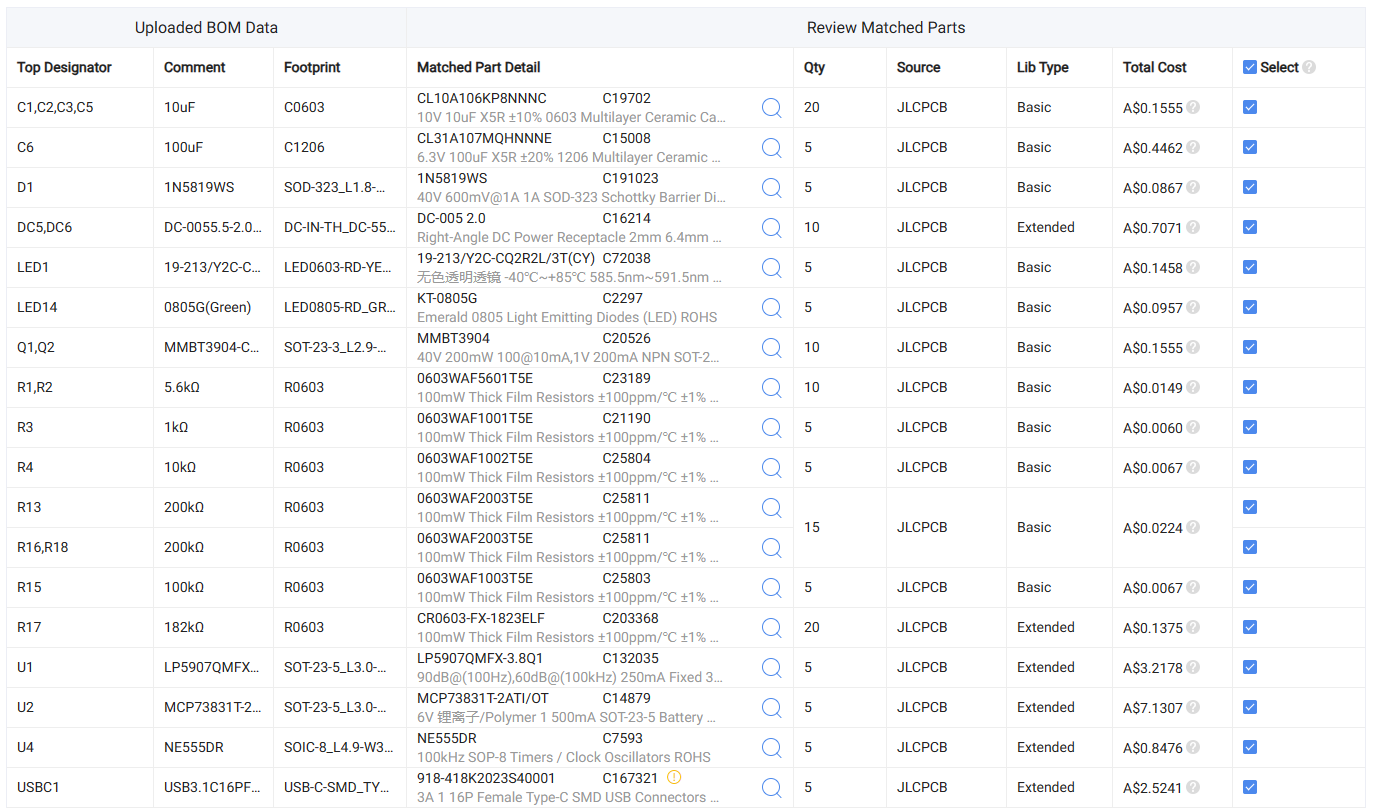 Uploaded BOM Data Review Matched Parts
Top Designator Comment Footprint Matched Part Detail Qty Source Lib Type Total Cost Select
C1,C2,C3,C5 10uF C0603 CL10A106KP8NNNC C19702 20 JLCPCB Basic A$0.1555
10V 10uF X5R ±10% 0603 Multilayer Ceramic Ca...
C6 100uF C1206 CL31A107MQHNNNE C15008 5 JLCPCB Basic A$0.4462
6.3V 100uF X5R ±20% 1206 Multilayer Ceramic ...
D1 1N5819WS SOD-323_L1.8-... 1N5819WS C191023 5 JLCPCB Basic A$0.0867
40V 600mV@1A 1A SOD-323 Schottky Barrier Di...
DC5,DC6 DC-0055.5-2.0... DC-IN-TH_DC-55... DC-005 2.0 C16214 10 JLCPCB Extended A$0.7071
Right-Angle DC Power Receptacle 2mm 6.4mm ...
LED1 19-213/Y2C-C... LED0603-RD-YE... 19-213/Y2C-CQ2R2L/3T(CY) C72038 5 JLCPCB Basic A$0.1458
无色透明透镜 -40℃~+85℃ 585.5nm~591.5nm ...
LED14 0805G(Green) LED0805-RD_GR... KT-0805G C2297 5 JLCPCB Basic A$0.0957
Emerald 0805 Light Emitting Diodes (LED) ROHS
Q1,Q2 MMBT3904-C... SOT-23-3_L2.9-... MMBT3904 C20526 10 JLCPCB Basic A$0.1555
40V 200mW 100@10mA,1V 200mA NPN SOT-2...
R1,R2 5.6kΩ R0603 0603WAF5601T5E C23189 10 JLCPCB Basic A$0.0149
100mW Thick Film Resistors ±100ppm/℃ ±1% ...
R3 1kΩ R0603 0603WAF1001T5E C21190 5 JLCPCB Basic A$0.0060
100mW Thick Film Resistors ±100ppm/℃ ±1% ...
R4 10kΩ R0603 0603WAF1002T5E C25804 5 JLCPCB Basic A$0.0067
100mW Thick Film Resistors ±100ppm/℃ ±1% ...
R13 200kΩ R0603 0603WAF2003T5E C25811
100mW Thick Film Resistors ±100ppm/℃ ±1% ...
15 JLCPCB Basic A$0.0224
R16,R18 200kΩ R0603 0603WAF2003T5E C25811
100mW Thick Film Resistors ±100ppm/℃ ±1% ...
R15 100kΩ R0603 0603WAF1003T5E C25803 5 JLCPCB Basic A$0.0067
100mW Thick Film Resistors ±100ppm/℃ ±1% ...
R17 182kΩ R0603 CR0603-FX-1823ELF C203368 20 JLCPCB Extended A$0.1375
100mW Thick Film Resistors ±100ppm/℃ ±1% ...
U1 LP5907QMFX... SOT-23-5_L3.0-... LP5907QMFX-3.8Q1 C132035 5 JLCPCB Extended A$3.2178
90dB@(100Hz),60dB@(100kHz) 250mA Fixed 3...
U2 MCP73831T-2... SOT-23-5_L3.0-... MCP73831T-2ATI/OT C14879 5 JLCPCB Extended A$7.1307
6V 锂离子/Polymer 1 500mA SOT-23-5 Battery ...
U4 NE555DR SOIC-8_L4.9-W3... NE555DR C7593 5 JLCPCB Extended A$0.8476
100kHz SOP-8 Timers / Clock Oscillators ROHS
USBC1 USB3.1C16PF... USB-C-SMD_TY... 918-418K2023S40001 C167321 5 JLCPCB Extended A$2.5241
3A 1 16P Female Type-C SMD USB Connectors ...